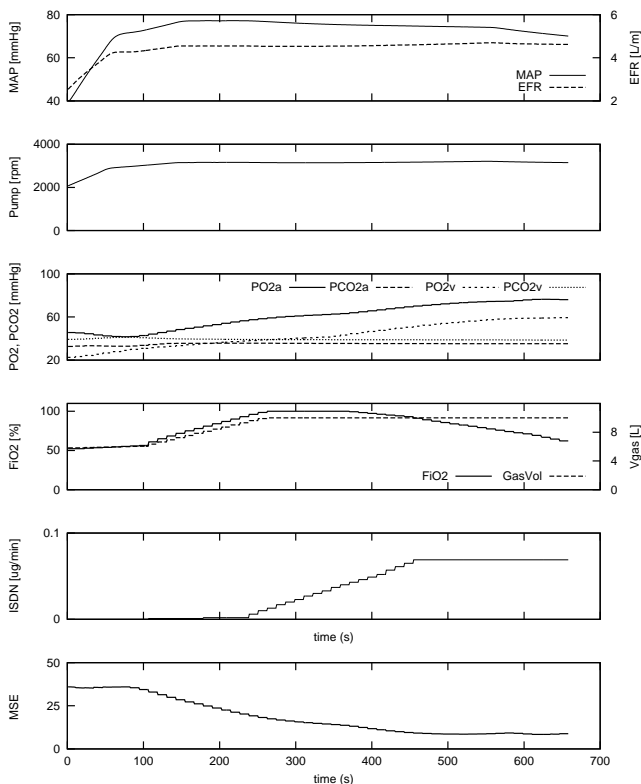 MAP [mmHg]
80
60
40
6
4
2
EFR [L/m]
MAP
EFR
Pump [rpm]
4000
2000
0
PO2, PCO2 [mmHg]
100
60
20
PO2a PCO2a PO2v PCO2v
FiO2 [%]
100
50
0
8
4
0
Vgas [L]
FiO2 GasVol
ISDN [ug/min]
0.1
0
time (s)
MSE
50
25
0
0 100 200 300 400 500 600 700
time (s)